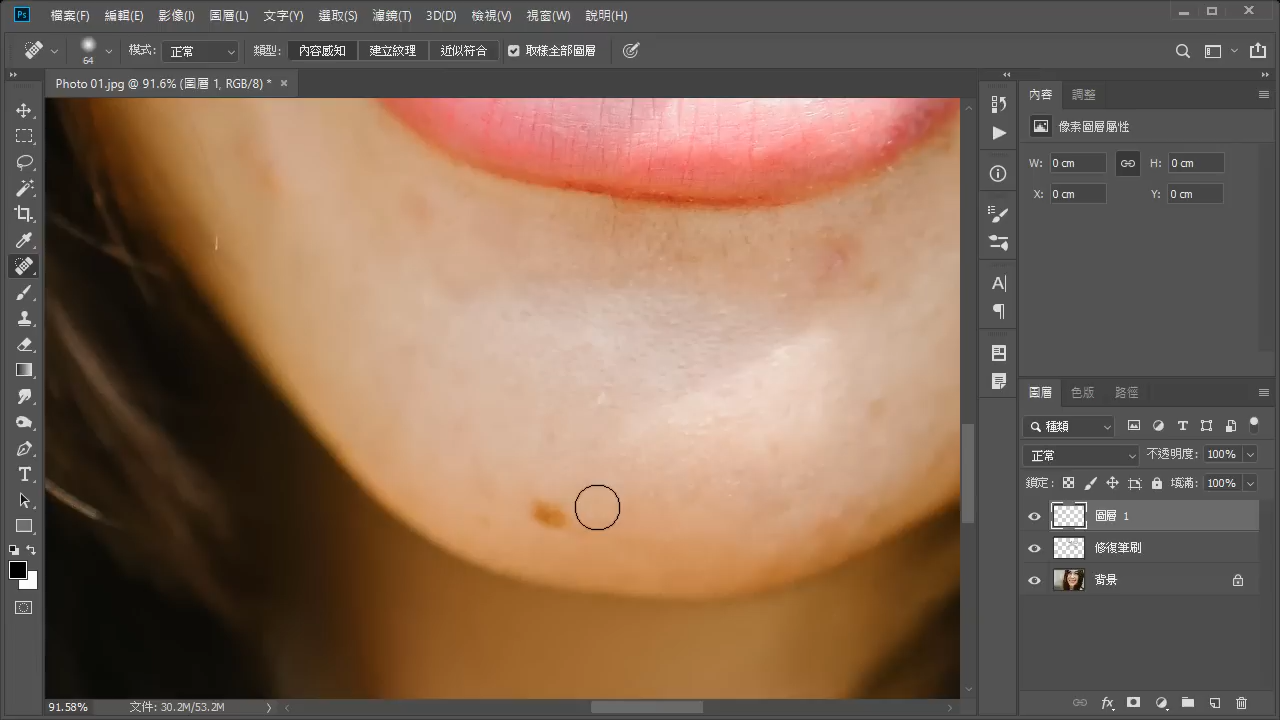 Ps 檔案(F) 編輯(E) 影像(I) 圖層(L) 文字(Y) 選取(S) 濾鏡(T) 3D(D) 檢視(V) 視窗(W) 說明(H)
64 模式: 正常 類型: 內容感知 建立紋理 近似符合 取樣全部圖層
Photo 01.jpg @ 91.6% (圖層 1, RGB/8) *
內容 調整
像素圖層屬性
W: 0 cm H: 0 cm
X: 0 cm Y: 0 cm
圖層 色版 路徑
種類
正常 不透明度: 100%
鎖定: 填滿: 100%
圖層 1
修復筆刷
背景
91.58% 文件: 30.2M/53.2M